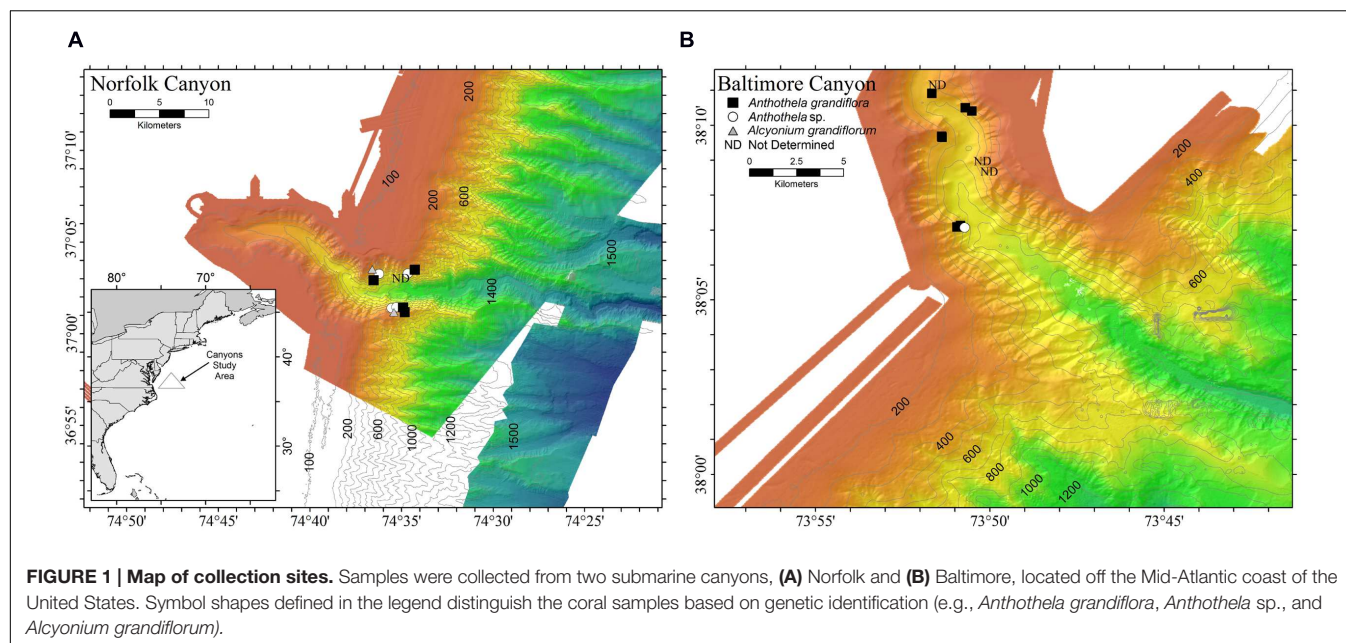 A
Norfolk Canyon
0 5 10
Kilometers
37°10'
37°05'
37°00'
36°55'
100
200
200
600
1500
1400
200
600
1000
1200
1500
100
ND
80°
70°
40°
30°
Canyons
Study
Area
74°50' 74°45' 74°40' 74°35' 74°30' 74°25'
B
Baltimore Canyon
Anthothela grandiflora
Anthothela sp.
Alcyonium grandiflorum
ND Not Determined
0 2.5 5
Kilometers
ND
ND
ND
38°10'
38°05'
38°00'
200
400
600
200
400
600
800
1000
1200
73°55' 73°50' 73°45'
FIGURE 1 | Map of collection sites. Samples were collected from two submarine canyons, (A) Norfolk and (B) Baltimore, located off the Mid-Atlantic coast of the
United States. Symbol shapes defined in the legend distinguish the coral samples based on genetic identification (e.g., Anthothela grandiflora, Anthothela sp., and
Alcyonium grandiflorum).